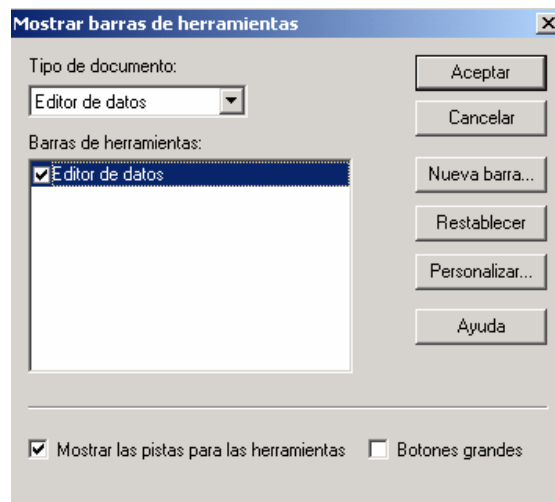 Mostrar barras de herramientas
Tipo de documento:
Editor de datos
Barras de herramientas:
Editor de datos
Aceptar
Cancelar
Nueva barra...
Restablecer
Personalizar...
Ayuda
Mostrar las pistas para las herramientas
Botones grandes